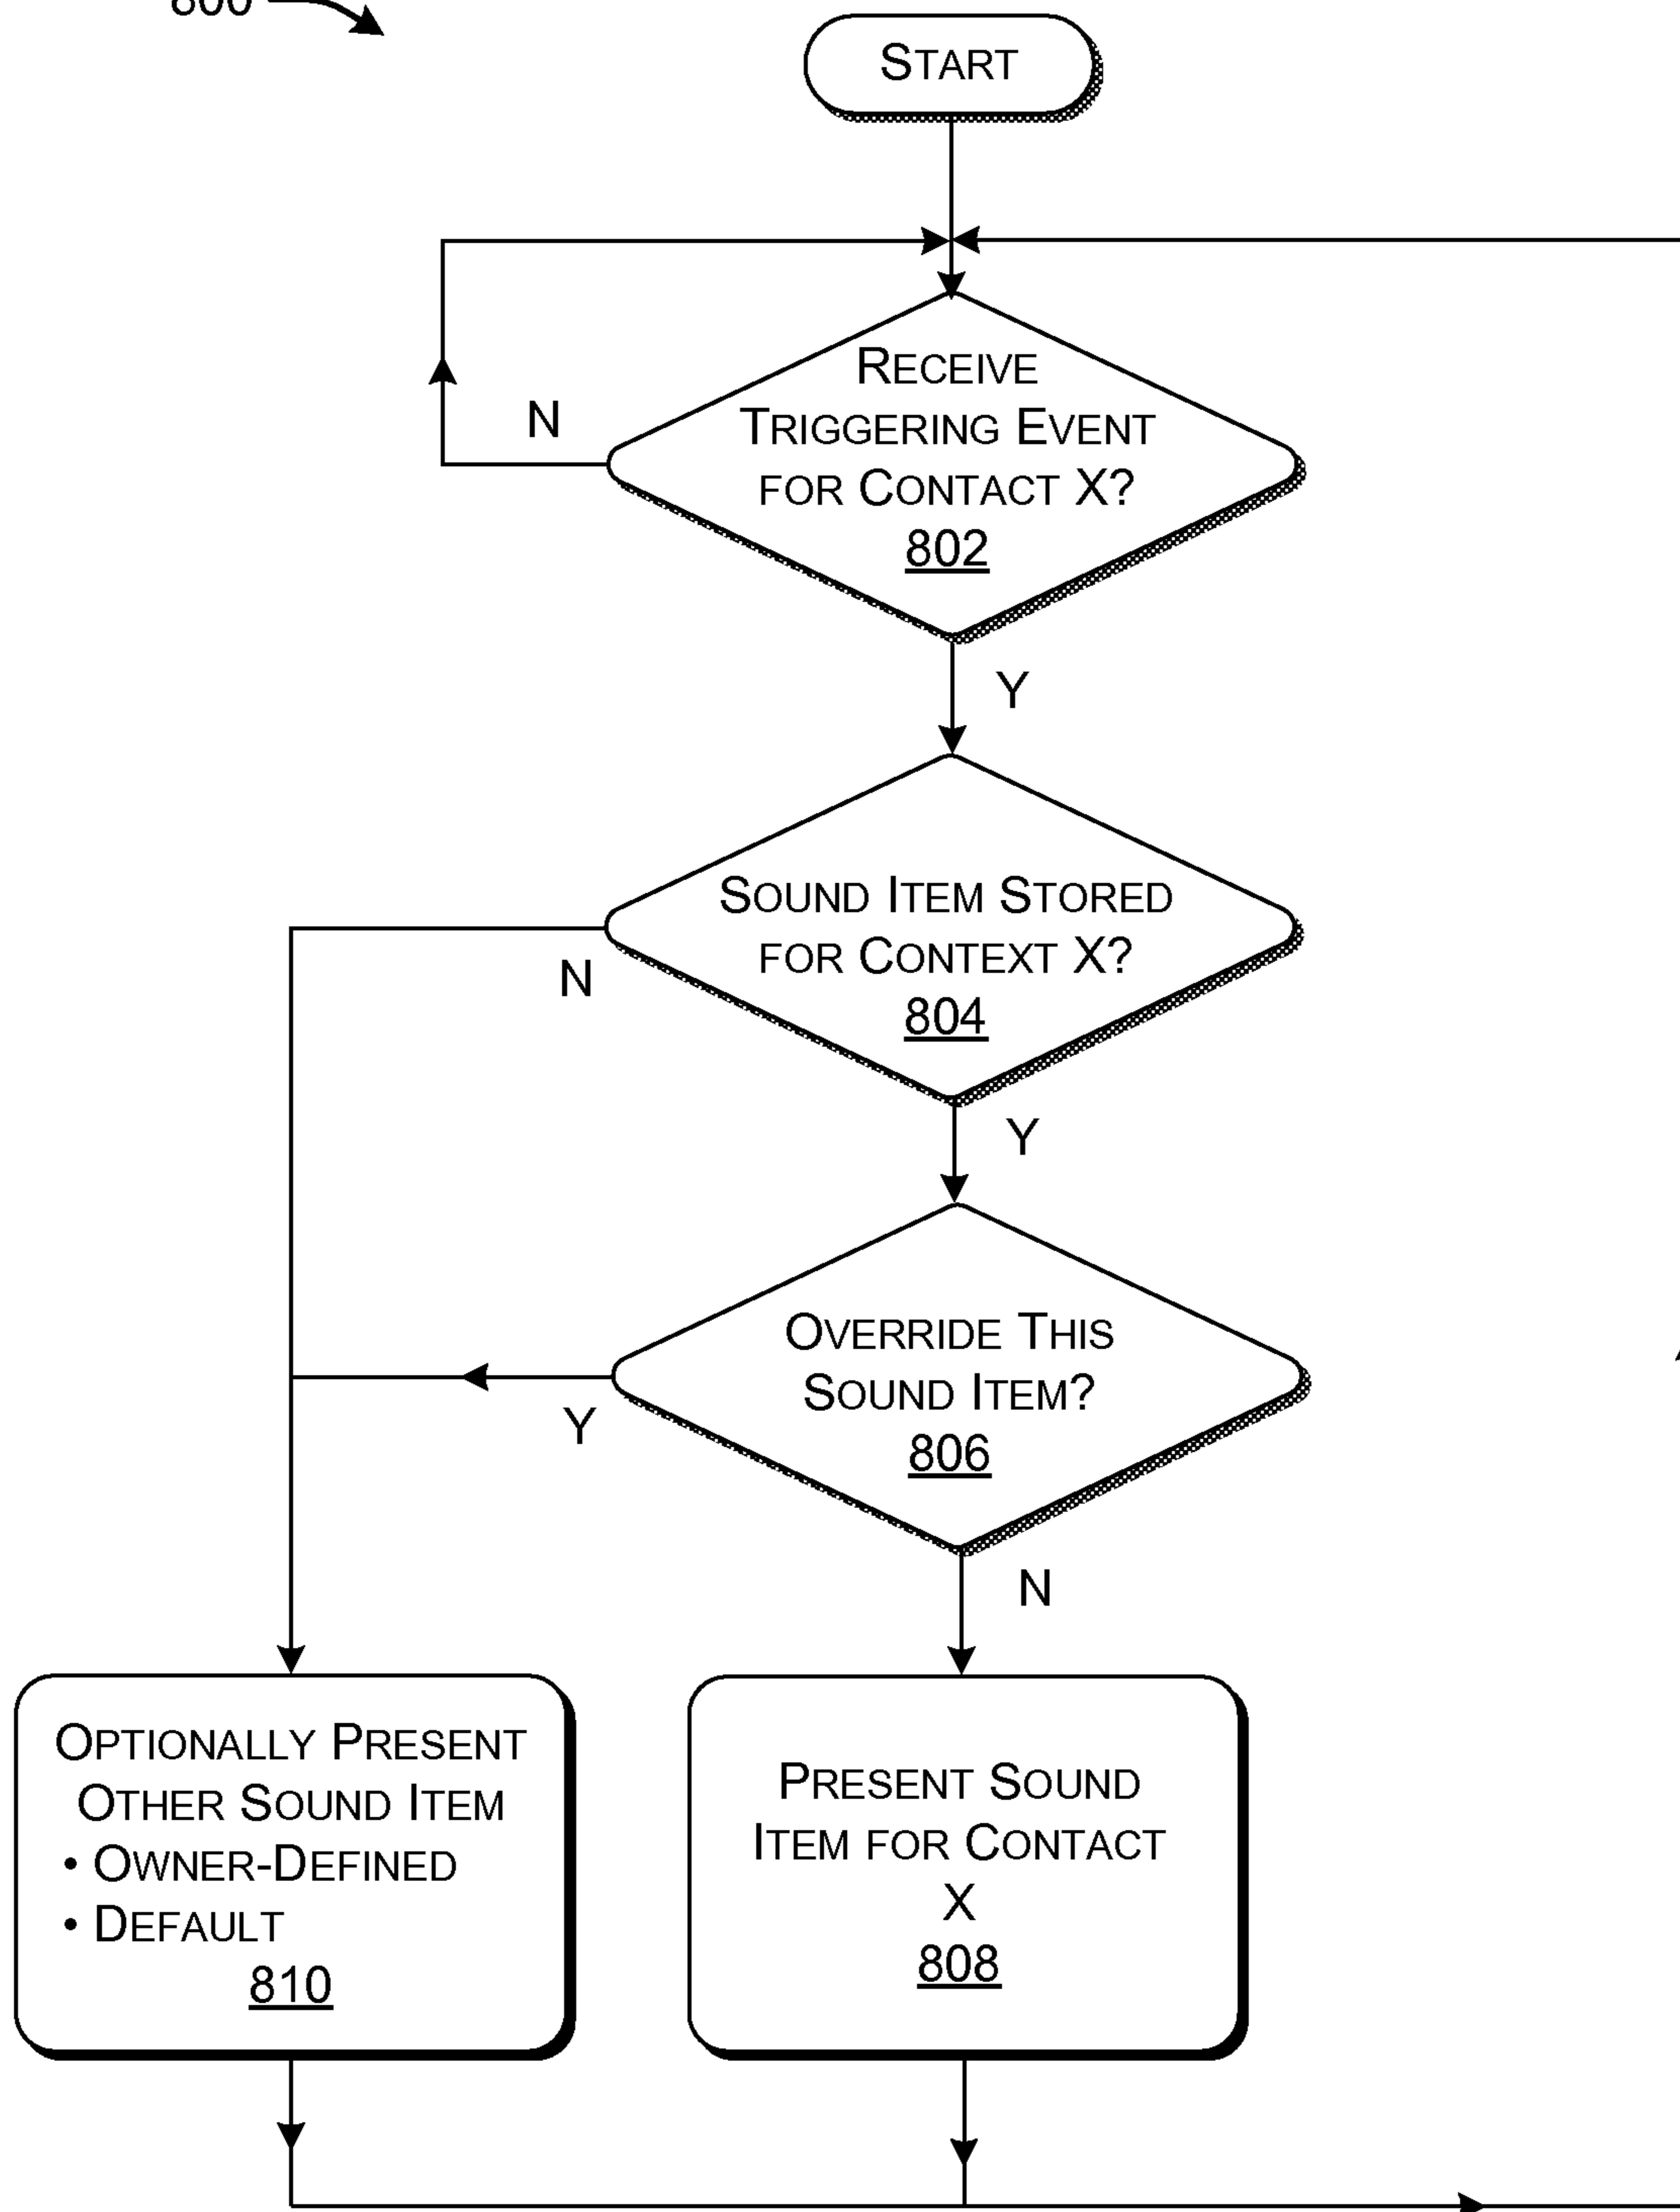 800
START
RECEIVE
TRIGGERING EVENT
FOR CONTACT X?
802
N
Y
SOUND ITEM STORED
FOR CONTEXT X?
804
N
Y
OVERRIDE THIS
SOUND ITEM?
806
Y
N
OPTIONALLY PRESENT
OTHER SOUND ITEM
• OWNER-DEFINED
• DEFAULT
810
PRESENT SOUND
ITEM FOR CONTACT
X
808